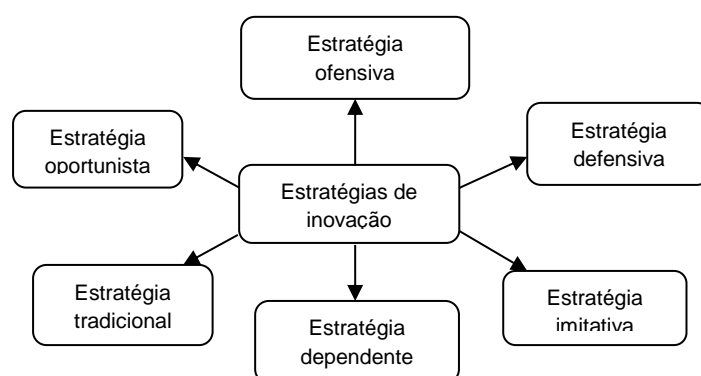 Estratégia
ofensiva
Estratégia
oportunista
Estratégia
defensiva
Estratégias de
inovação
Estratégia
tradicional
Estratégia
dependente
Estratégia
imitativa